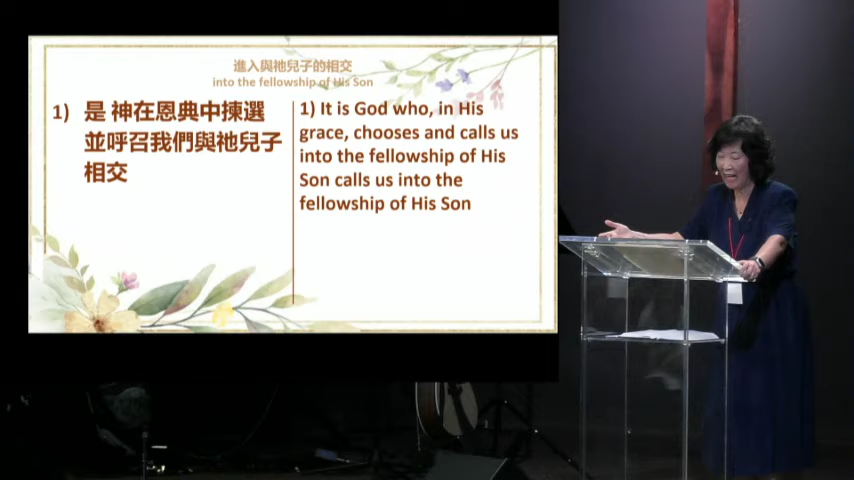 進入與祂兒子的相交
into the fellowship of His Son
1) 是 神在恩典中揀選
並呼召我們與祂兒子
相交
1) It is God who, in His
grace, chooses and calls us
into the fellowship of His
Son calls us into the
fellowship of His Son